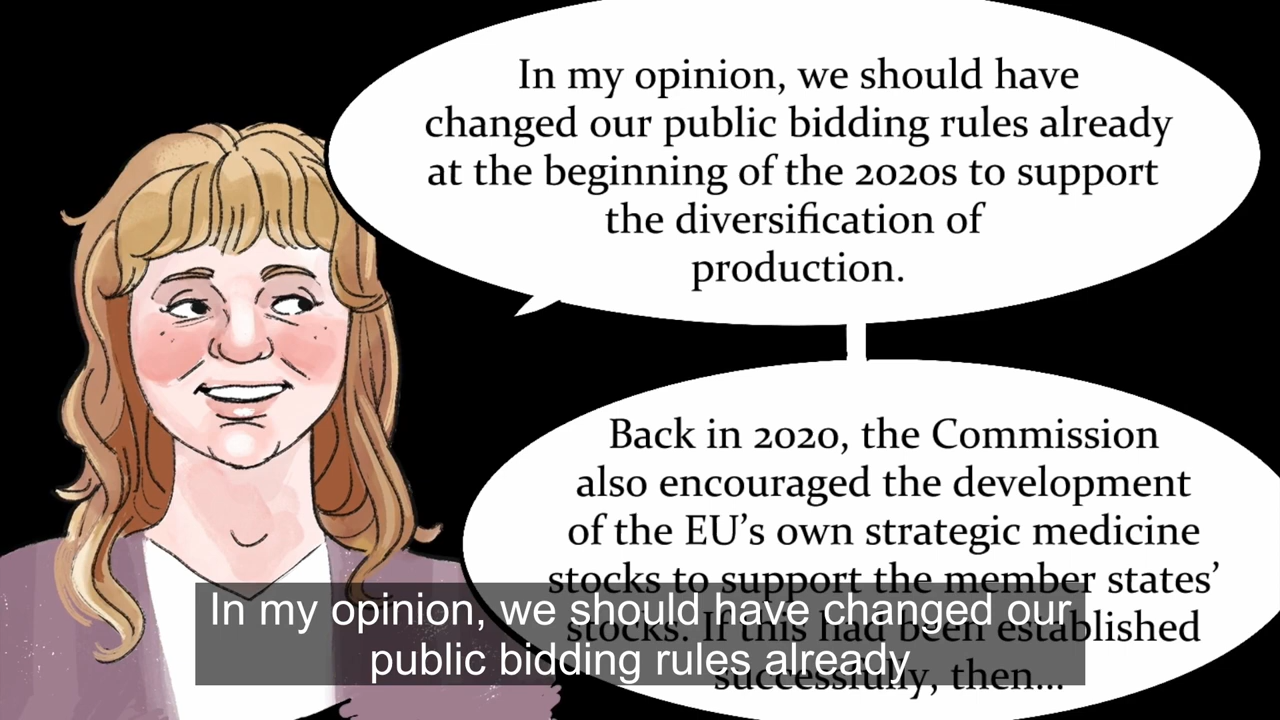 In my opinion, we should have
changed our public bidding rules already
at the beginning of the 2020s to support
the diversification of
production.
Back in 2020, the Commission
also encouraged the development
of the EU’s own strategic medicine
stocks to support the member states’
stocks. If this had been established
successfully, then...
In my opinion, we should have changed our
public bidding rules already